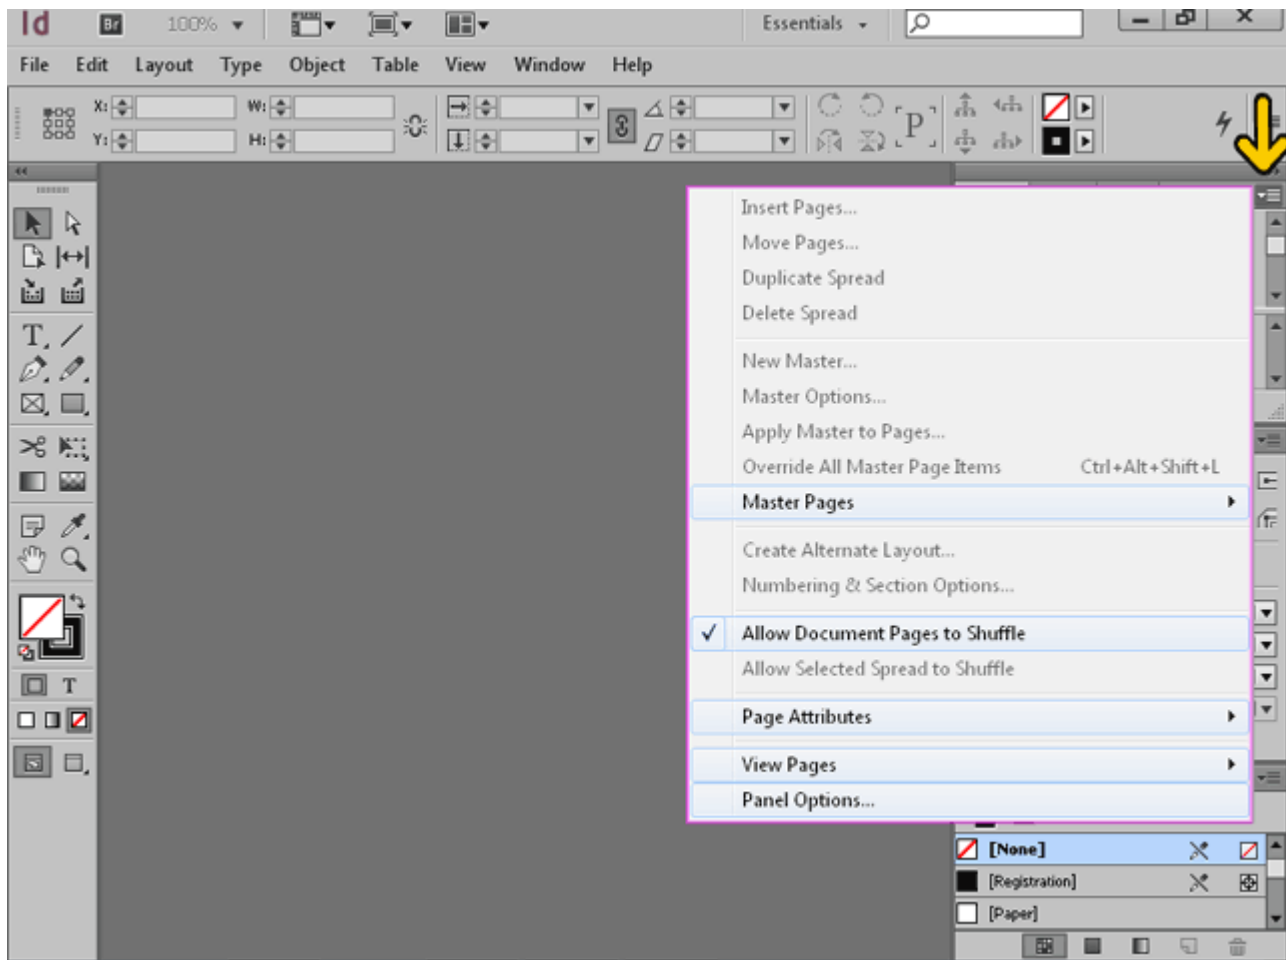 Id Br 100% Essentials
File Edit Layout Type Object Table View Window Help
X: W: P
Y: H:
Insert Pages...
Move Pages...
Duplicate Spread
Delete Spread
New Master...
Master Options...
Apply Master to Pages...
Override All Master Page Items Ctrl+Alt+Shift+L
Master Pages
Create Alternate Layout...
Numbering & Section Options...
Allow Document Pages to Shuffle
Allow Selected Spread to Shuffle
Page Attributes
View Pages
Panel Options...
[None]
[Registration]
[Paper]
T
T